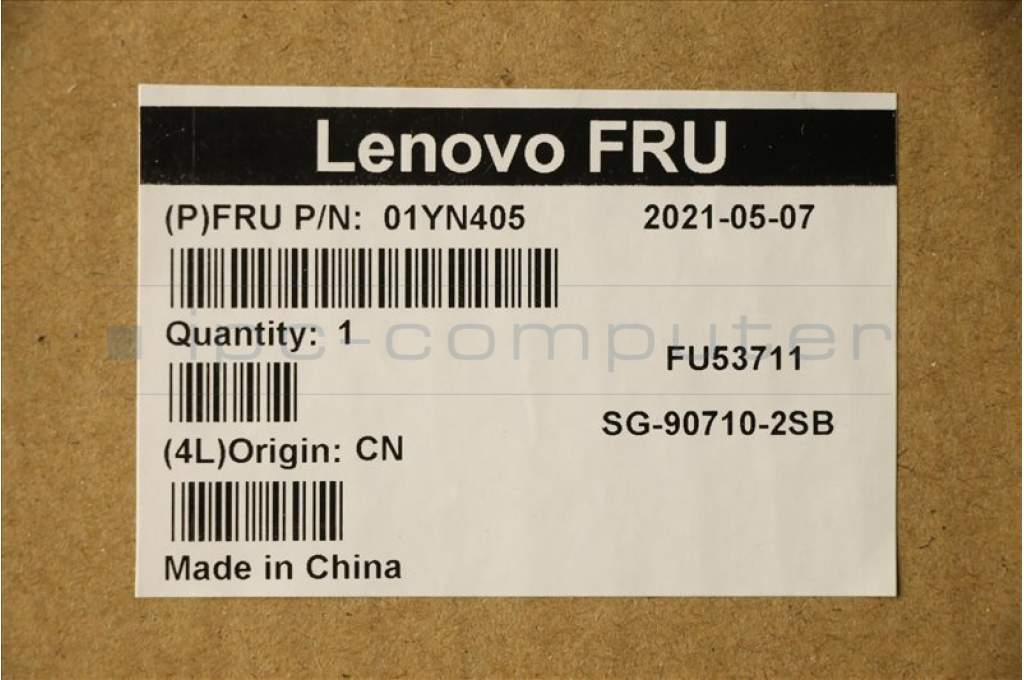 Lenovo FRU
(P)FRU P/N: 01YN405
2021-05-07
Quantity: 1
ipc-computer
FU53711
SG-90710-2SB
(4L)Origin: CN
Made in China